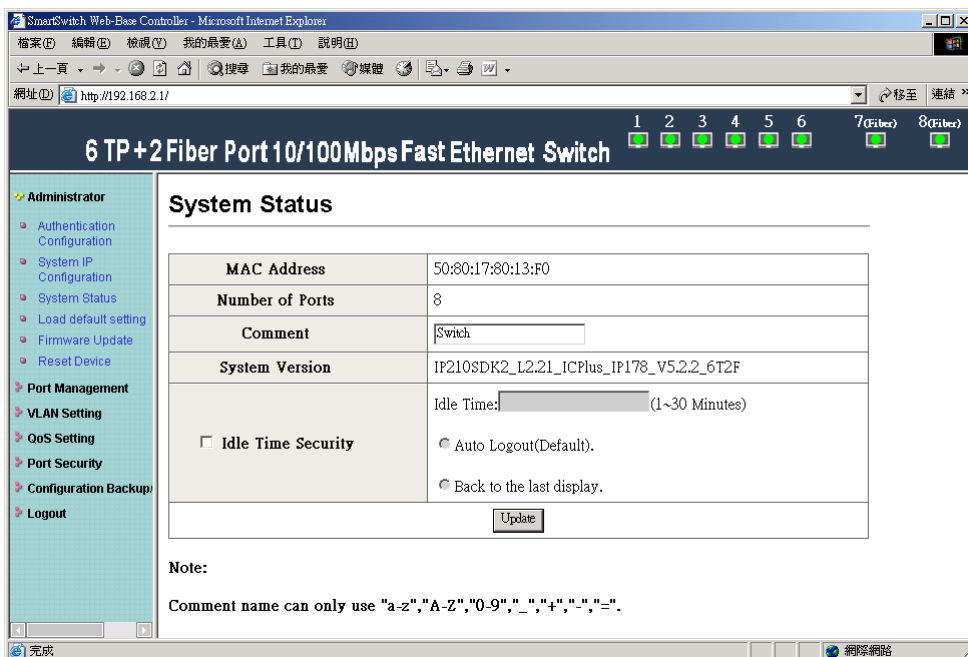 SmartSwitch Web-Base Controller - Microsoft Internet Explorer
檔案(F) 編輯(E) 檢視(V) 我的最愛(A) 工具(T) 說明(H)
上一頁 搜尋 我的最愛 媒體
網址(D) http://192.168.2.1/ 移至 連結 »
6 TP+2 Fiber Port 10/100Mbps Fast Ethernet Switch
1 2 3 4 5 6 7(Fiber) 8(Fiber)
Administrator
Authentication
Configuration
System IP
Configuration
System Status
Load default setting
Firmware Update
Reset Device
Port Management
VLAN Setting
QoS Setting
Port Security
Configuration Backup/
Logout
System Status
MAC Address 50:80:17:80:13:F0
Number of Ports 8
Comment Switch
System Version IP210SDK2_L2.21_ICPlus_IP178_V5.2.2_6T2F
Idle Time Security
Idle Time: (1~30 Minutes)
Auto Logout(Default).
Back to the last display.
Update
Note:
Comment name can only use "a-z","A-Z","0-9","_","+","-","=".
完成 網際網路